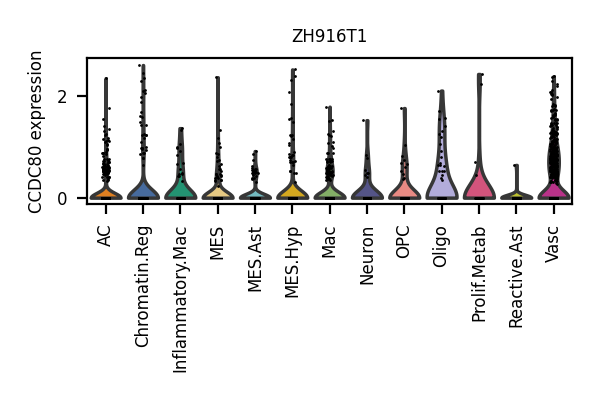 ZH916T1
CCDC80 expression
2
0
AC
Chromatin.Reg
Inflammatory.Mac
MES
MES.Ast
MES.Hyp
Mac
Neuron
OPC
Oligo
Prolif.Metab
Reactive.Ast
Vasc